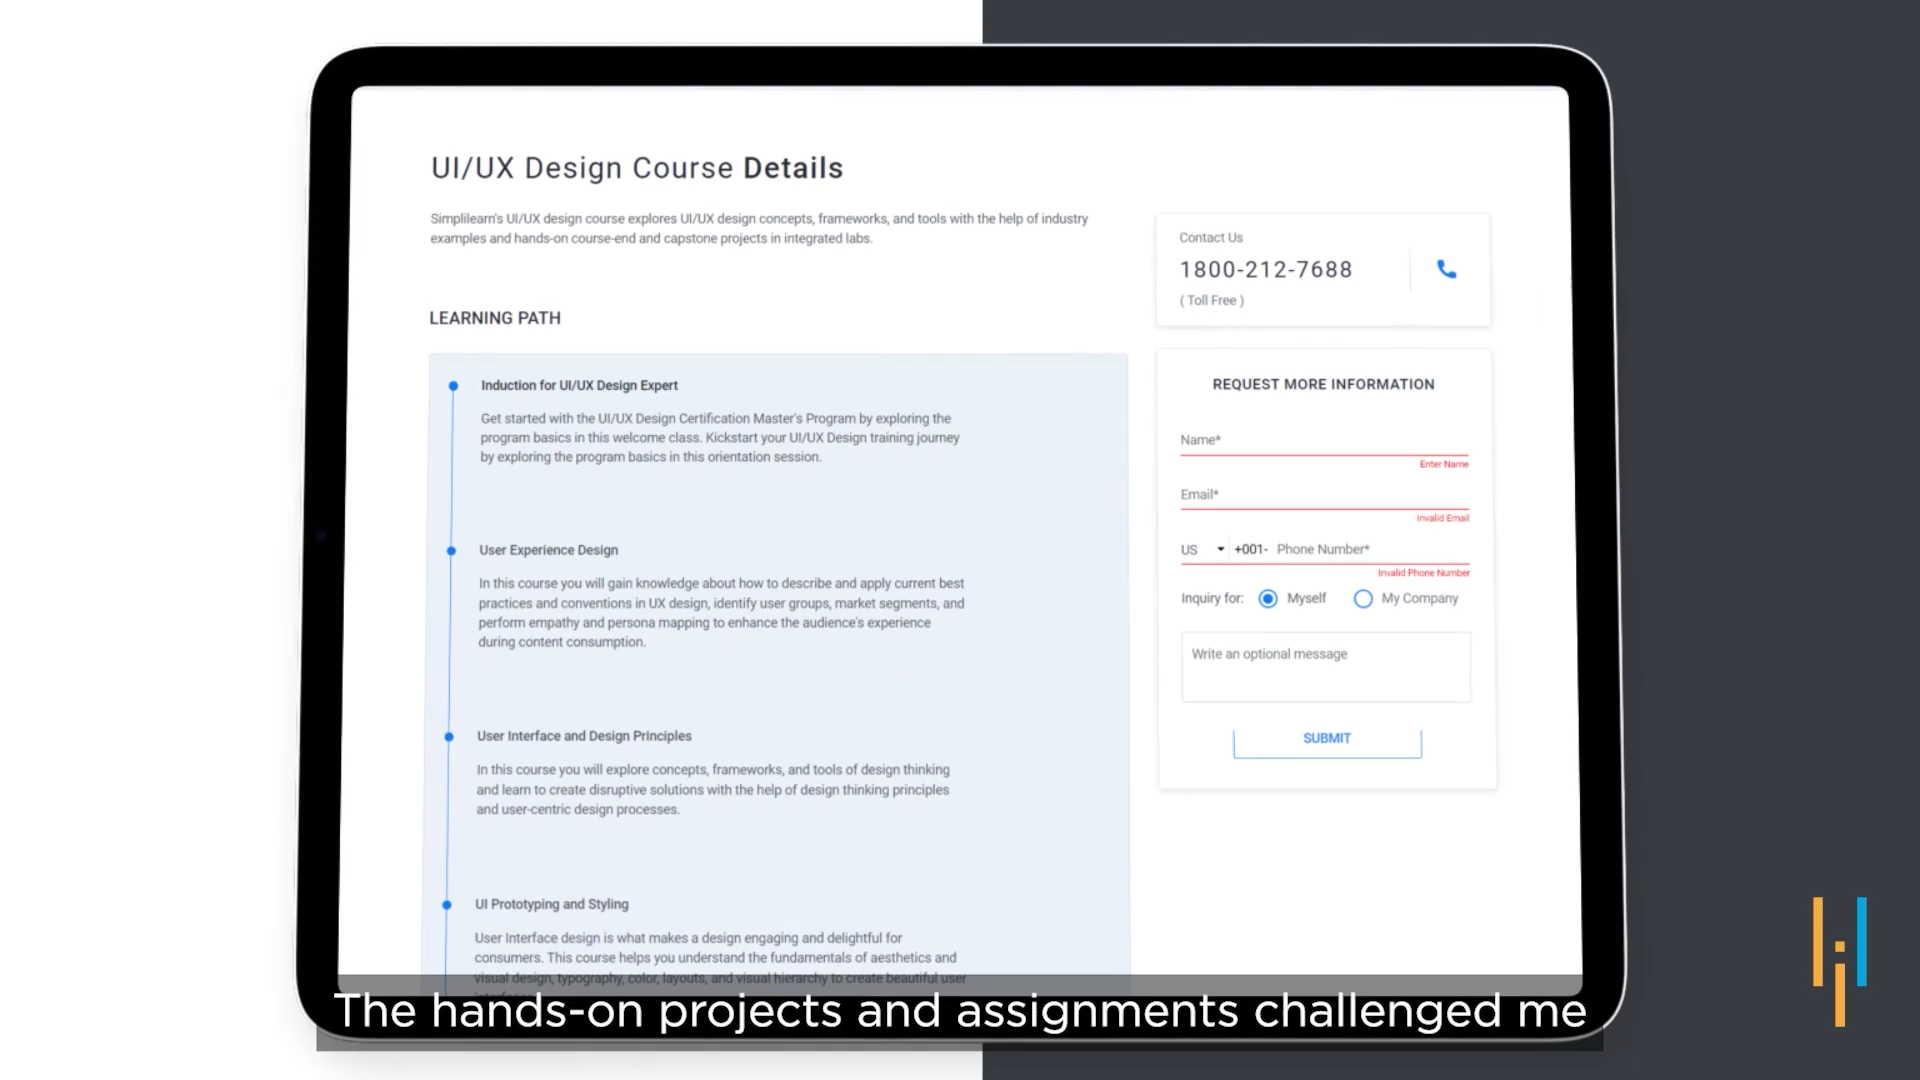 UI/UX Design Course Details
Simplilearn's UI/UX design course explores UI/UX design concepts, frameworks, and tools with the help of industry
examples and hands-on course-end and capstone projects in integrated labs.
LEARNING PATH
Induction for UI/UX Design Expert
Get started with the UI/UX Design Certification Master's Program by exploring the
program basics in this welcome class. Kickstart your UI/UX Design training journey
by exploring the program basics in this orientation session.
User Experience Design
In this course you will gain knowledge about how to describe and apply current best
practices and conventions in UX design, identify user groups, market segments, and
perform empathy and persona mapping to enhance the audience's experience
during content consumption.
User Interface and Design Principles
In this course you will explore concepts, frameworks, and tools of design thinking
and learn to create disruptive solutions with the help of design thinking principles
and user-centric design processes.
UI Prototyping and Styling
User Interface design is what makes a design engaging and delightful for
consumers. This course helps you understand the fundamentals of aesthetics and
visual design, typography, color, layouts, and visual hierarchy to create beautiful user
Contact Us
1800-212-7688
( Toll Free )
REQUEST MORE INFORMATION
Name*
Enter Name
Email*
Invalid Email
US +001- Phone Number*
Invalid Phone Number
Inquiry for: Myself My Company
Write an optional message
SUBMIT
The hands-on projects and assignments challenged me